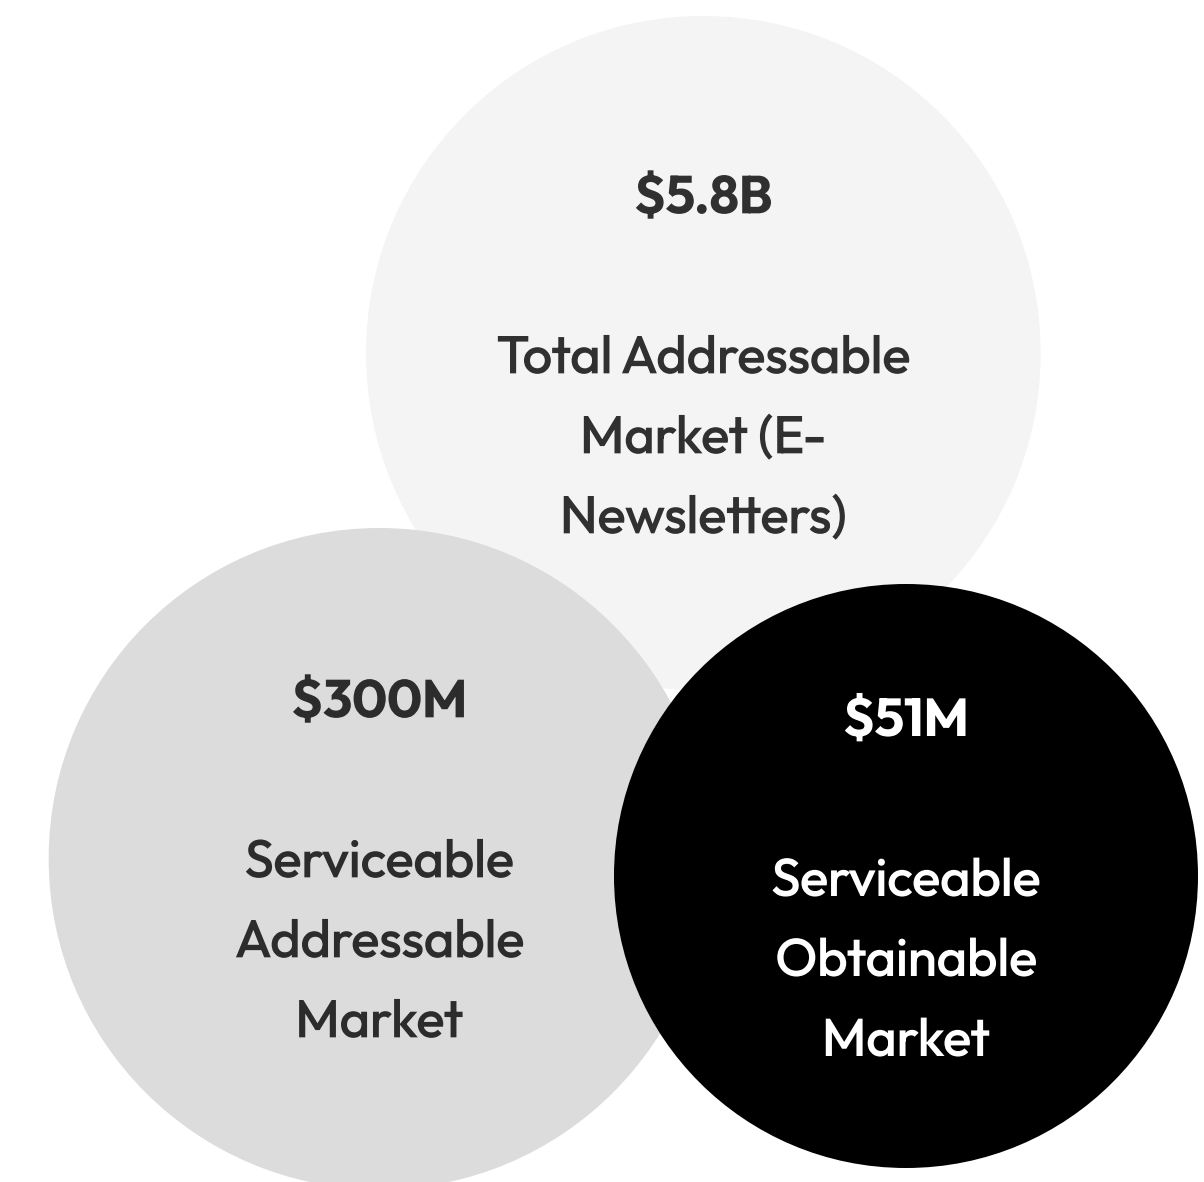 $5.8B
Total Addressable
Market (E-
Newsletters)
$300M
Serviceable
Addressable
Market
$51M
Serviceable
Obtainable
Market